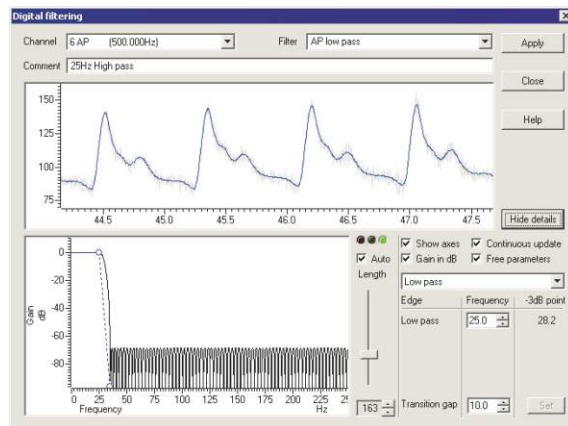 Digital filtering
Channel 6 AP (500.000Hz) Filter AP low pass Apply
Comment 25Hz High pass
Close
Help
150
125
100
75
44.5 45.0 45.5 46.0 46.5 47.0 47.5
Hide details
Show axes Continuous update
Auto Gain in dB Free parameters
Length
Low pass
Edge Frequency -3dB point
Low pass 25.0 28.2
163 Transition gap 10.0 Set
0
-20
-40
-60
-80
Gain dB
0 25 50 75 100 125 150 175 200 225 25
Frequency Hz